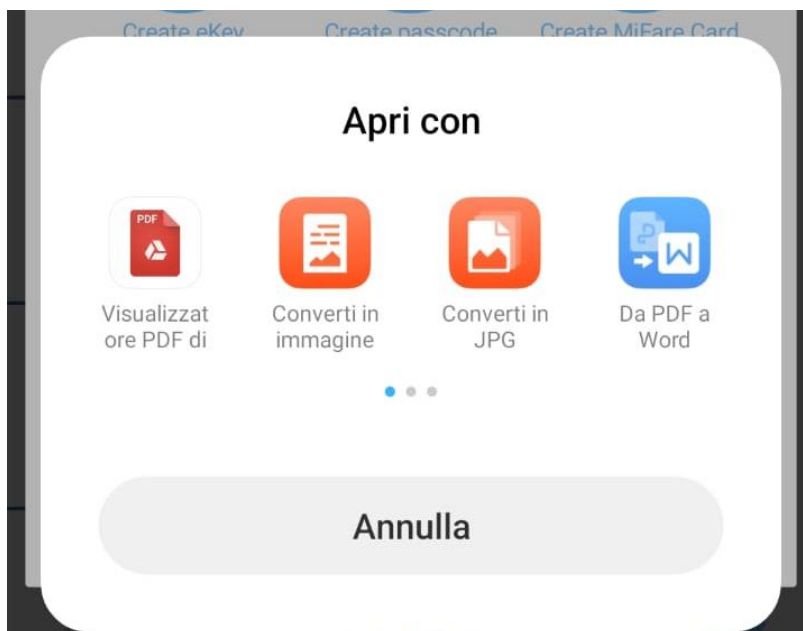 Create eKey Create passcode Create MiFare Card
Apri con
PDF
Visualizzat
ore PDF di
Converti in
immagine
Converti in
JPG
Da PDF a
Word
Annulla